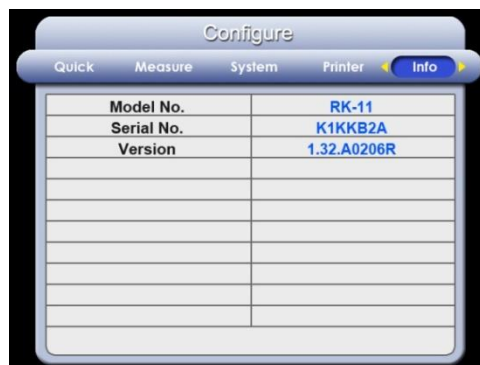 Configure
Quick Measure System Printer Info
Model No. RK-11
Serial No. K1KKB2A
Version 1.32.A0206R